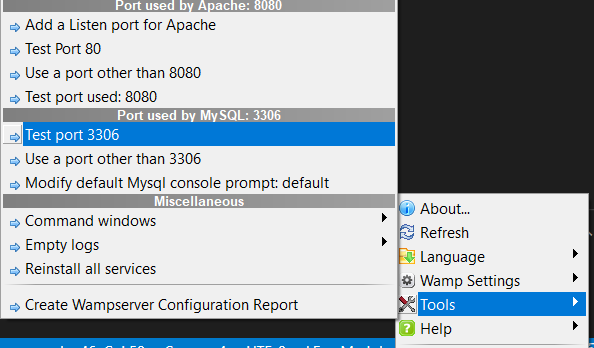 Port used by Apache: 8080
Add a Listen port for Apache
Test Port 80
Use a port other than 8080
Test port used: 8080
Port used by MySQL: 3306
Test port 3306
Use a port other than 3306
Modify default Mysql console prompt: default
Miscellaneous
Command windows
Empty logs
Reinstall all services
Create Wampserver Configuration Report
About...
Refresh
Language
Wamp Settings
Tools
Help